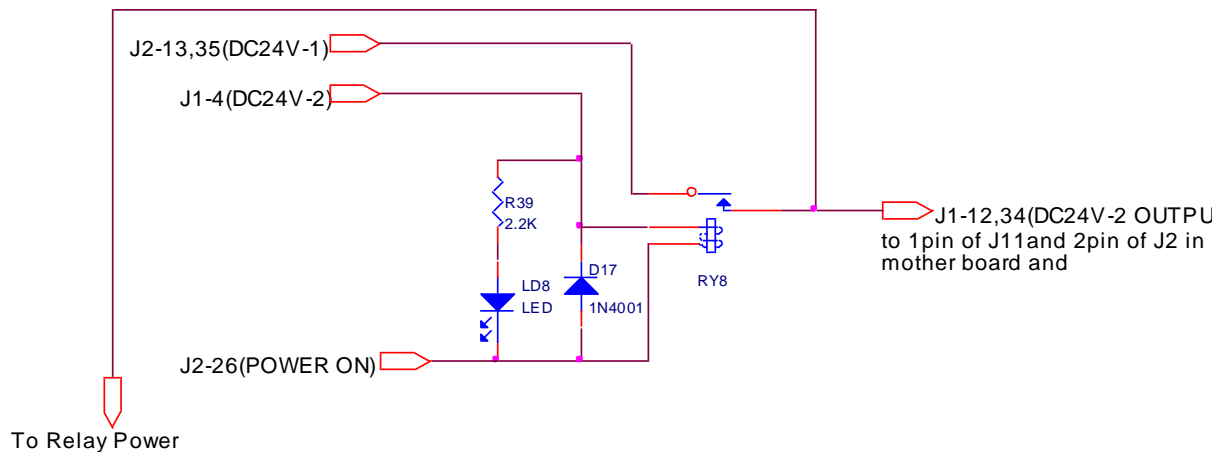 J2-13,35(DC24V-1)
J1-4(DC24V-2)
R39
2.2K
J1-12,34(DC24V-2 OUTPU
to 1pin of J11and 2pin of J2 in
mother board and
D17
RY8
LD8
LED
1N4001
J2-26(POWER ON)
To Relay Power